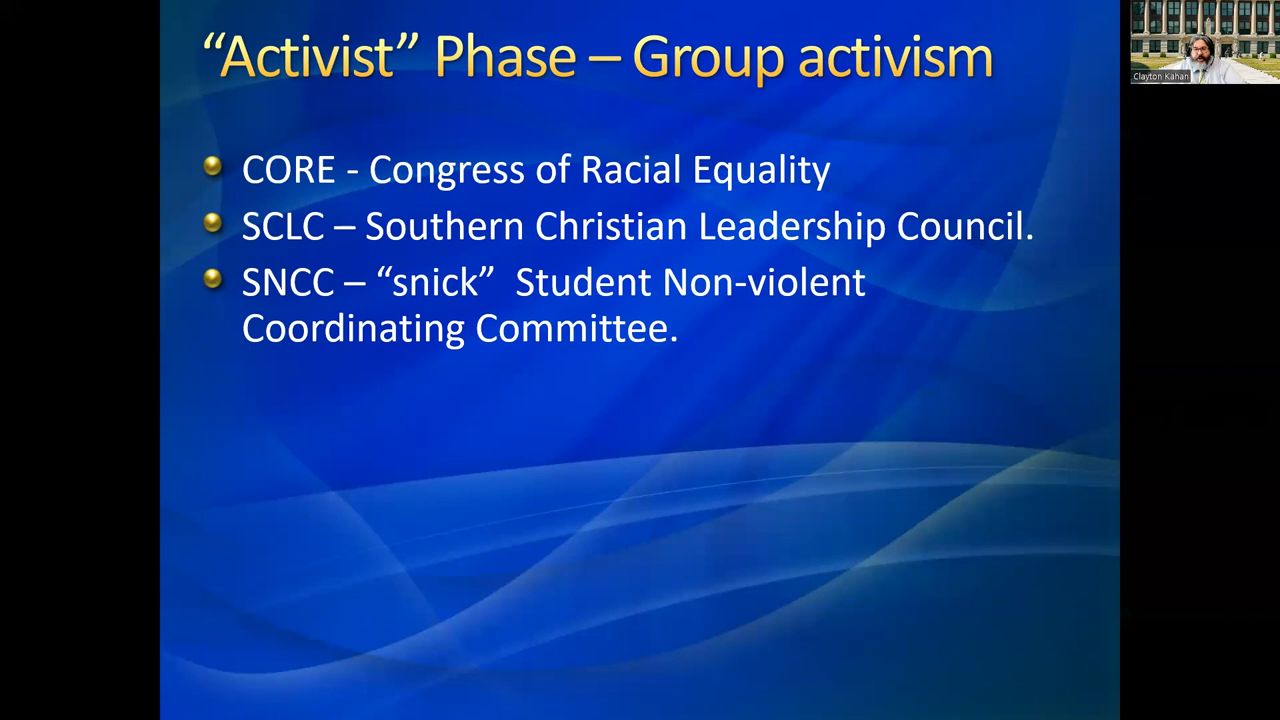 “Activist” Phase – Group activism
CORE - Congress of Racial Equality
SCLC – Southern Christian Leadership Council.
SNCC – “snick”  Student Non-violent
Coordinating Committee.
Clayton Kahan